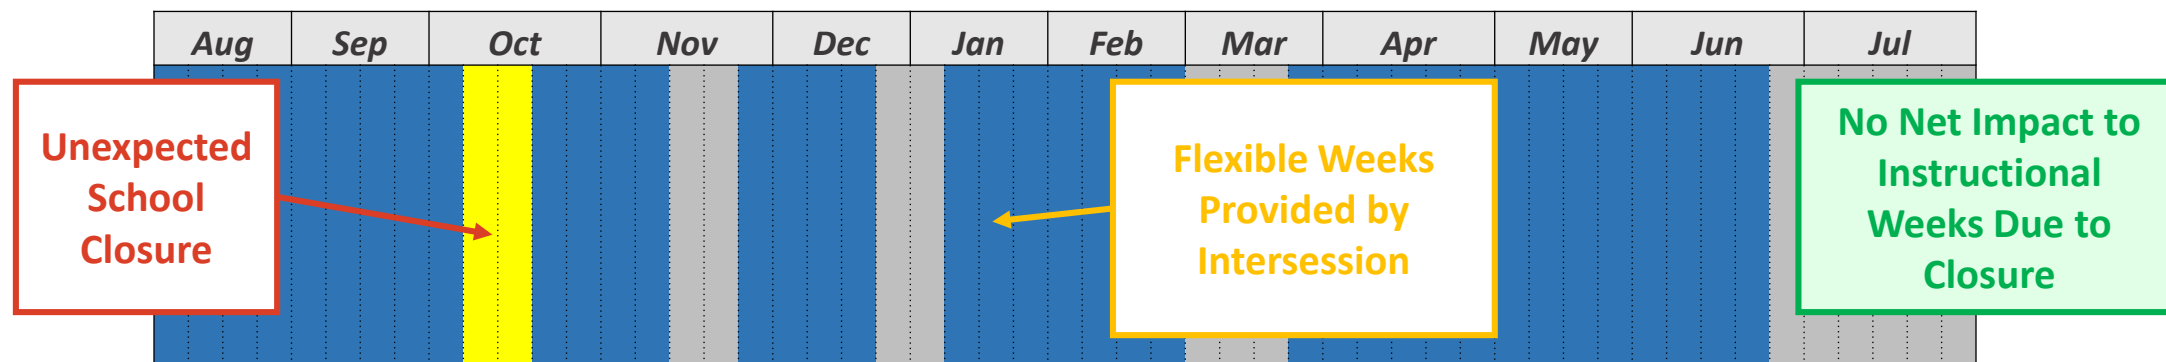 Aug Sep Oct Nov Dec Jan Feb Mar Apr May Jun Jul
Unexpected
School
Closure
Flexible Weeks
Provided by
Intersession
No Net Impact to
Instructional
Weeks Due to
Closure